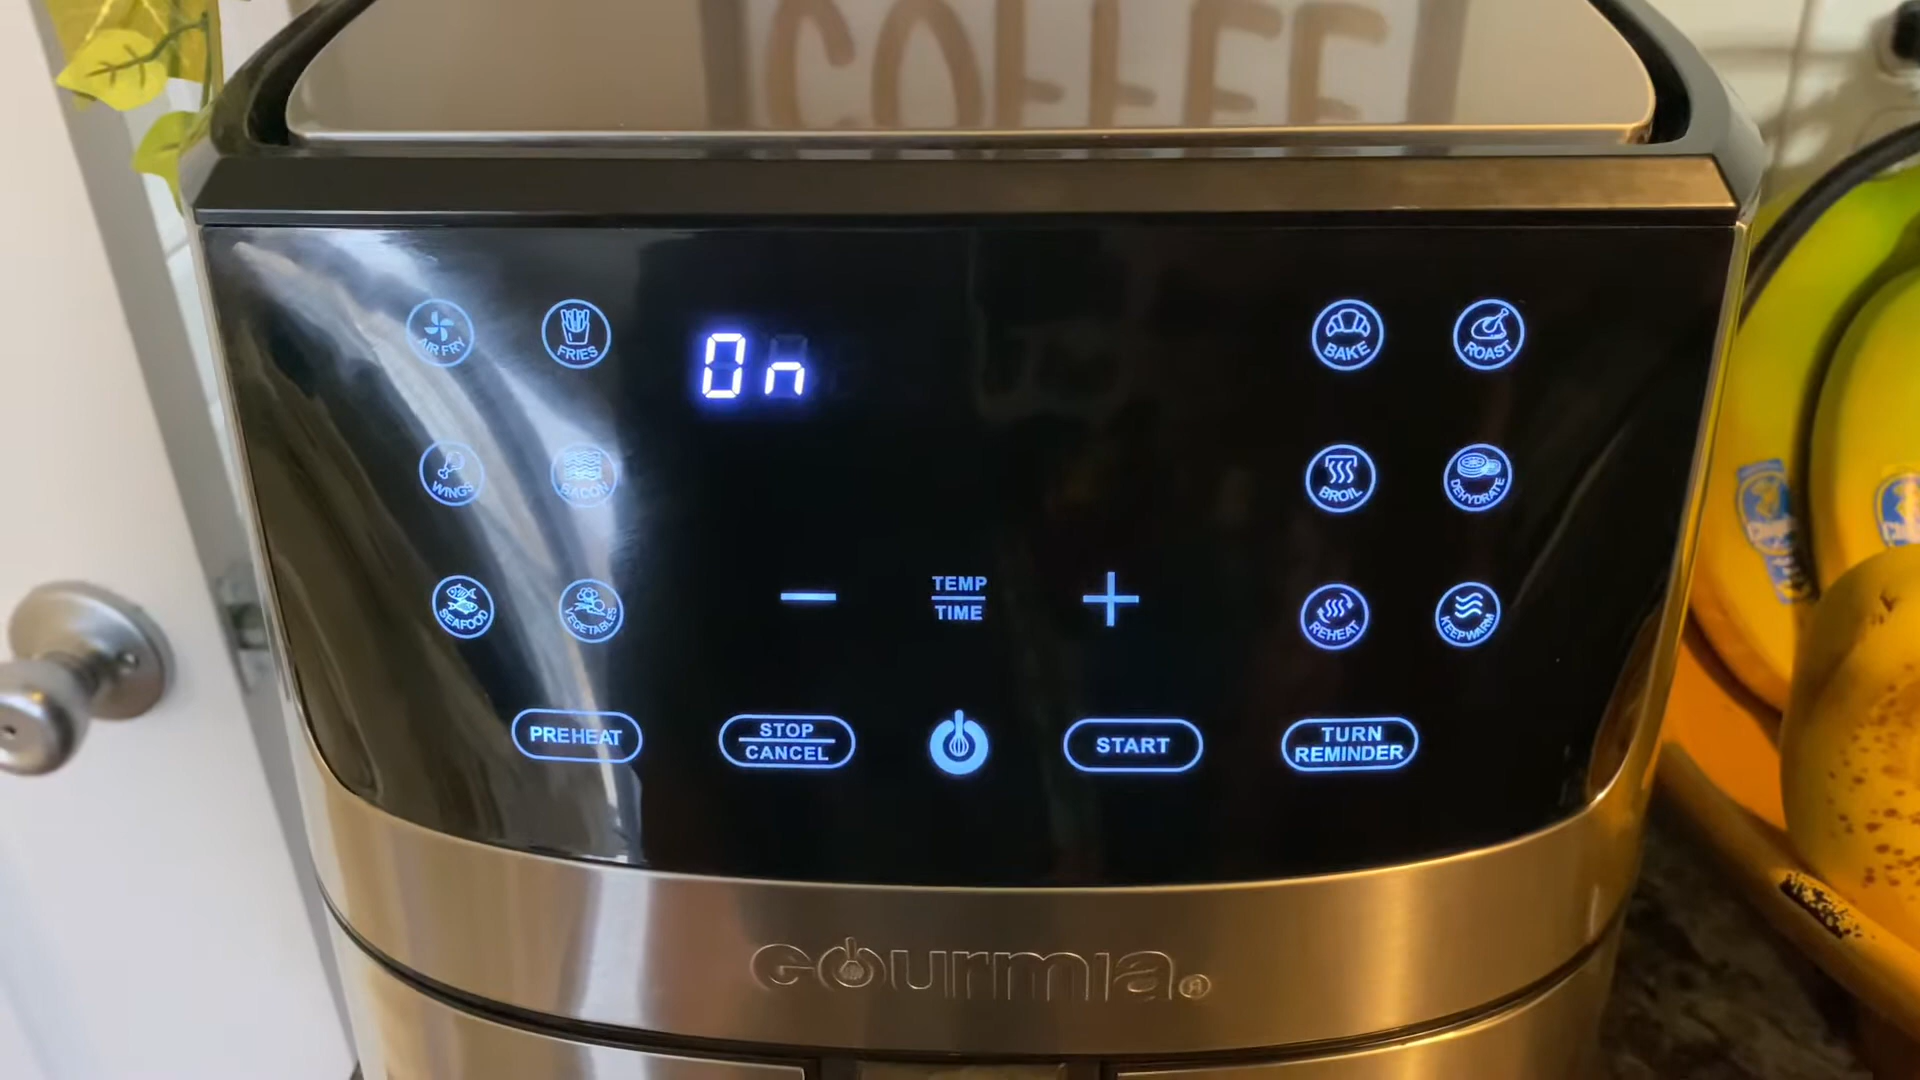 COFFEE
AIR FRY
FRIES
On
BAKE
ROAST
WINGS
BACON
BROIL
DEHYDRATE
SEAFOOD
VEGETABLES
TEMP
TIME
REHEAT
KEEPWARM
PREHEAT
STOP
CANCEL
START
TURN
REMINDER
Gourmia®